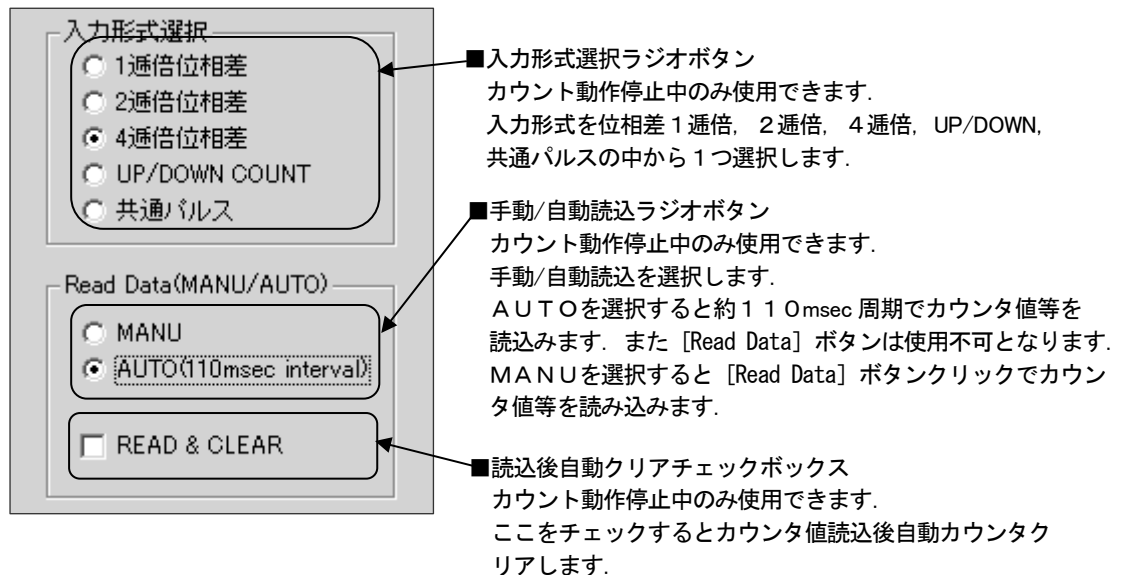 入力形式選択
1逓倍位相差
2逓倍位相差
4逓倍位相差
UP/DOWN COUNT
共通パルス
Read Data(MANU/AUTO)
MANU
AUTO(110msec interval)
READ & CLEAR
■入力形式選択ラジオボタン
カウント動作停止中のみ使用できます.
入力形式を位相差１逓倍, ２逓倍, ４逓倍, UP/DOWN,
共通パルスの中から１つ選択します.
■手動/自動読込ラジオボタン
カウント動作停止中のみ使用できます.
手動/自動読込を選択します.
ＡＵＴＯを選択すると約１１０msec 周期でカウンタ値等を
読込みます. また [Read Data] ボタンは使用不可となります.
ＭＡＮＵを選択すると [Read Data] ボタンクリックでカウン
タ値等を読み込みます.
■読込後自動クリアチェックボックス
カウント動作停止中のみ使用できます.
ここをチェックするとカウンタ値読込後自動カウンタク
リアします.